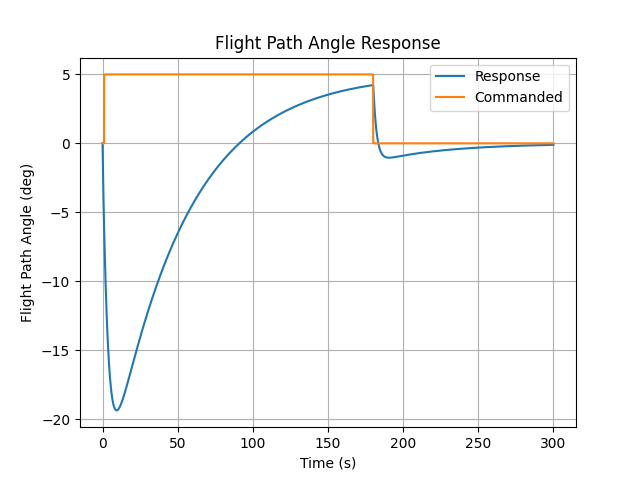 Flight Path Angle Response
Response
Commanded
Flight Path Angle (deg)
5
0
−5
−10
−15
−20
0
50
100
150
200
250
300
Time (s)